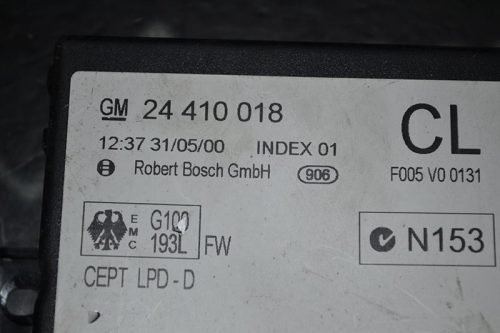 GM 24 410 018
CL
12:37 31/05/00 INDEX 01
Robert Bosch GmbH 906
F005 V0 0131
EMC G100
193L FW
N153
CEPT LPD-D